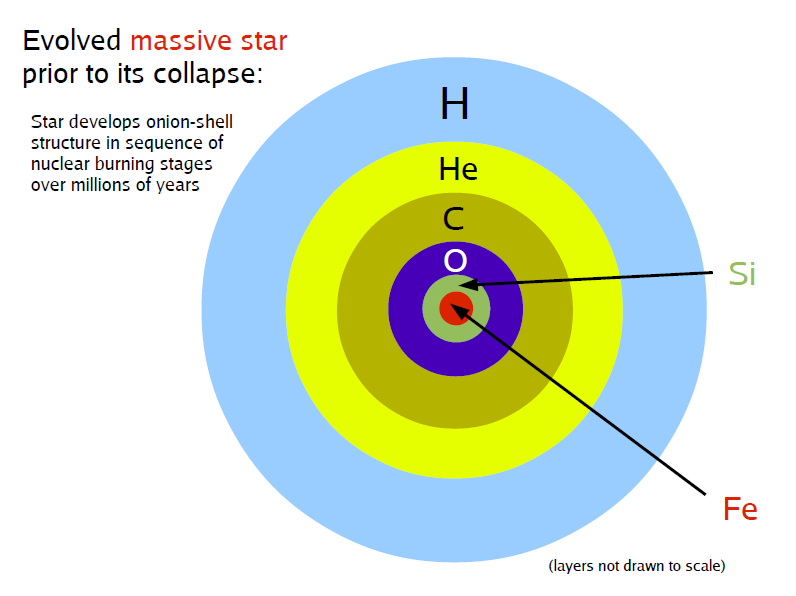 Evolved massive star
prior to its collapse:
Star develops onion-shell
structure in sequence of
nuclear burning stages
over millions of years
H
He
C
O
Si
Fe
(layers not drawn to scale)